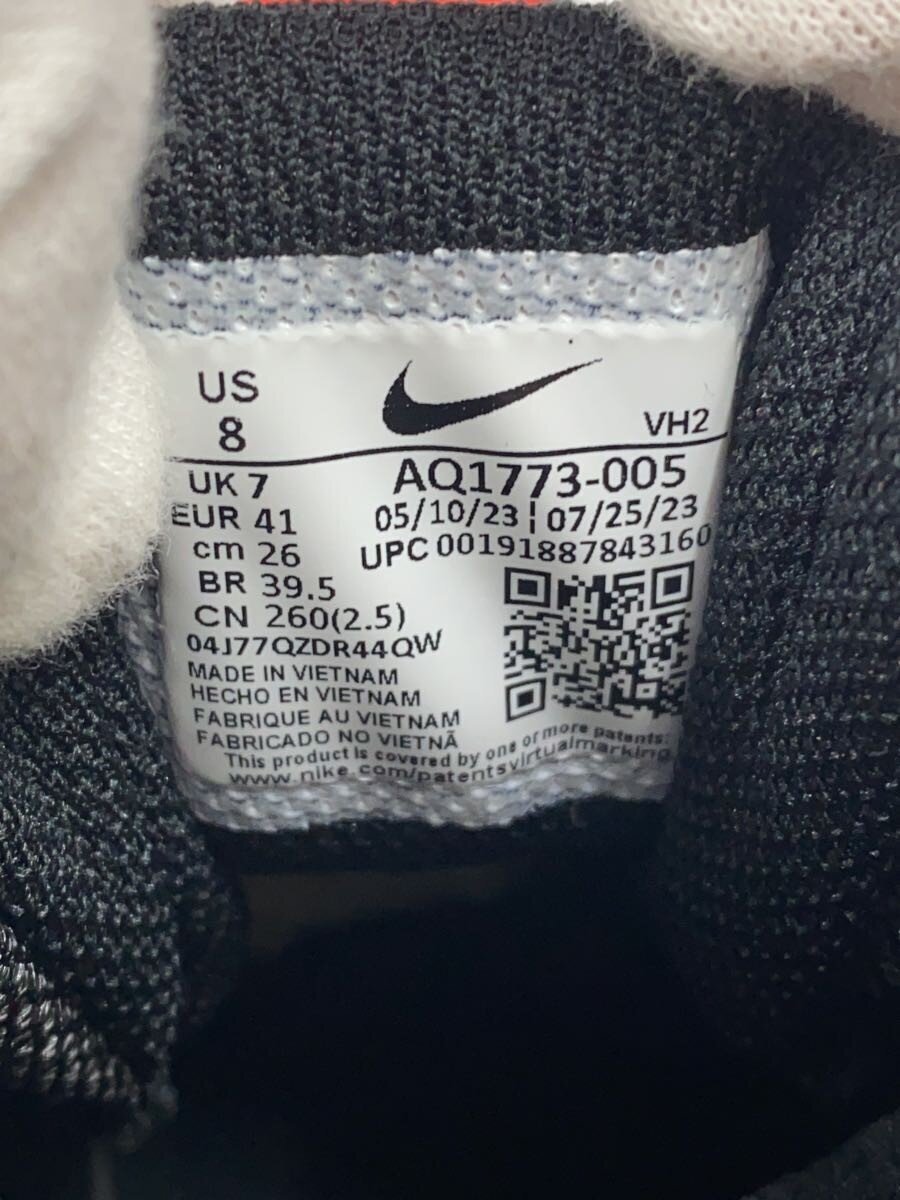 US
8
VH2
UK 7
AQ1773-005
EUR 41
05/10/23 ¦ 07/25/23
cm 26
UPC 00191887843160
BR 39.5
CN 260(2.5)
04J77QZDR44QW
MADE IN VIETNAM
HECHO EN VIETNAM
FABRIQUE AU VIETNAM
FABRICADO NO VIETNÃ
This product is covered by one or more patents:
www.nike.com/patentsvirtualmarking